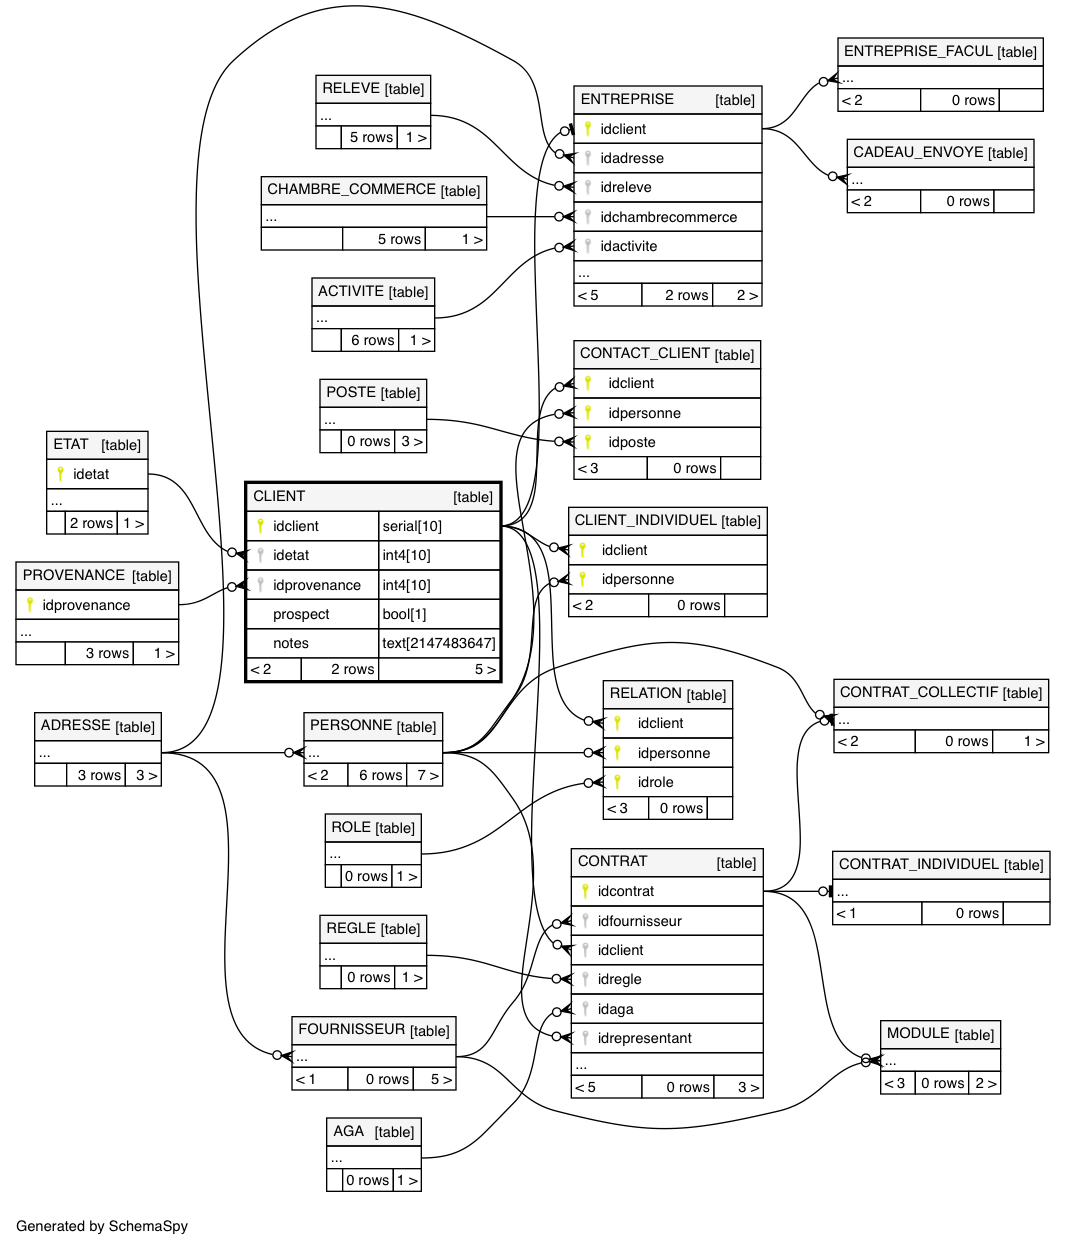 RELEVE [table]
...
5 rows 1 >
CHAMBRE_COMMERCE [table]
...
5 rows 1 >
ACTIVITE [table]
...
6 rows 1 >
POSTE [table]
...
0 rows 3 >
ETAT [table]
idetat
...
2 rows 1 >
PROVENANCE [table]
idprovenance
...
3 rows 1 >
ADRESSE [table]
...
3 rows 3 >
CLIENT [table]
idclient serial[10]
idetat int4[10]
idprovenance int4[10]
prospect bool[1]
notes text[2147483647]
< 2 2 rows 5 >
PERSONNE [table]
...
< 2 6 rows 7 >
ROLE [table]
...
0 rows 1 >
REGLE [table]
...
0 rows 1 >
FOURNISSEUR [table]
...
< 1 0 rows 5 >
AGA [table]
...
0 rows 1 >
ENTREPRISE [table]
idclient
idadresse
idreleve
idchambrecommerce
idactivite
...
< 5 2 rows 2 >
CONTACT_CLIENT [table]
idclient
idpersonne
idposte
< 3 0 rows
CLIENT_INDIVIDUEL [table]
idclient
idpersonne
< 2 0 rows
RELATION [table]
idclient
idpersonne
idrole
< 3 0 rows
CONTRAT [table]
idcontrat
idfournisseur
idclient
idregle
idaga
idrepresentant
...
< 5 0 rows 3 >
ENTREPRISE_FACUL [table]
...
< 2 0 rows
CADEAU_ENVOYE [table]
...
< 2 0 rows
CONTRAT_COLLECTIF [table]
...
< 2 0 rows 1 >
CONTRAT_INDIVIDUEL [table]
...
< 1 0 rows
MODULE [table]
...
< 3 0 rows 2 >
Generated by SchemaSpy